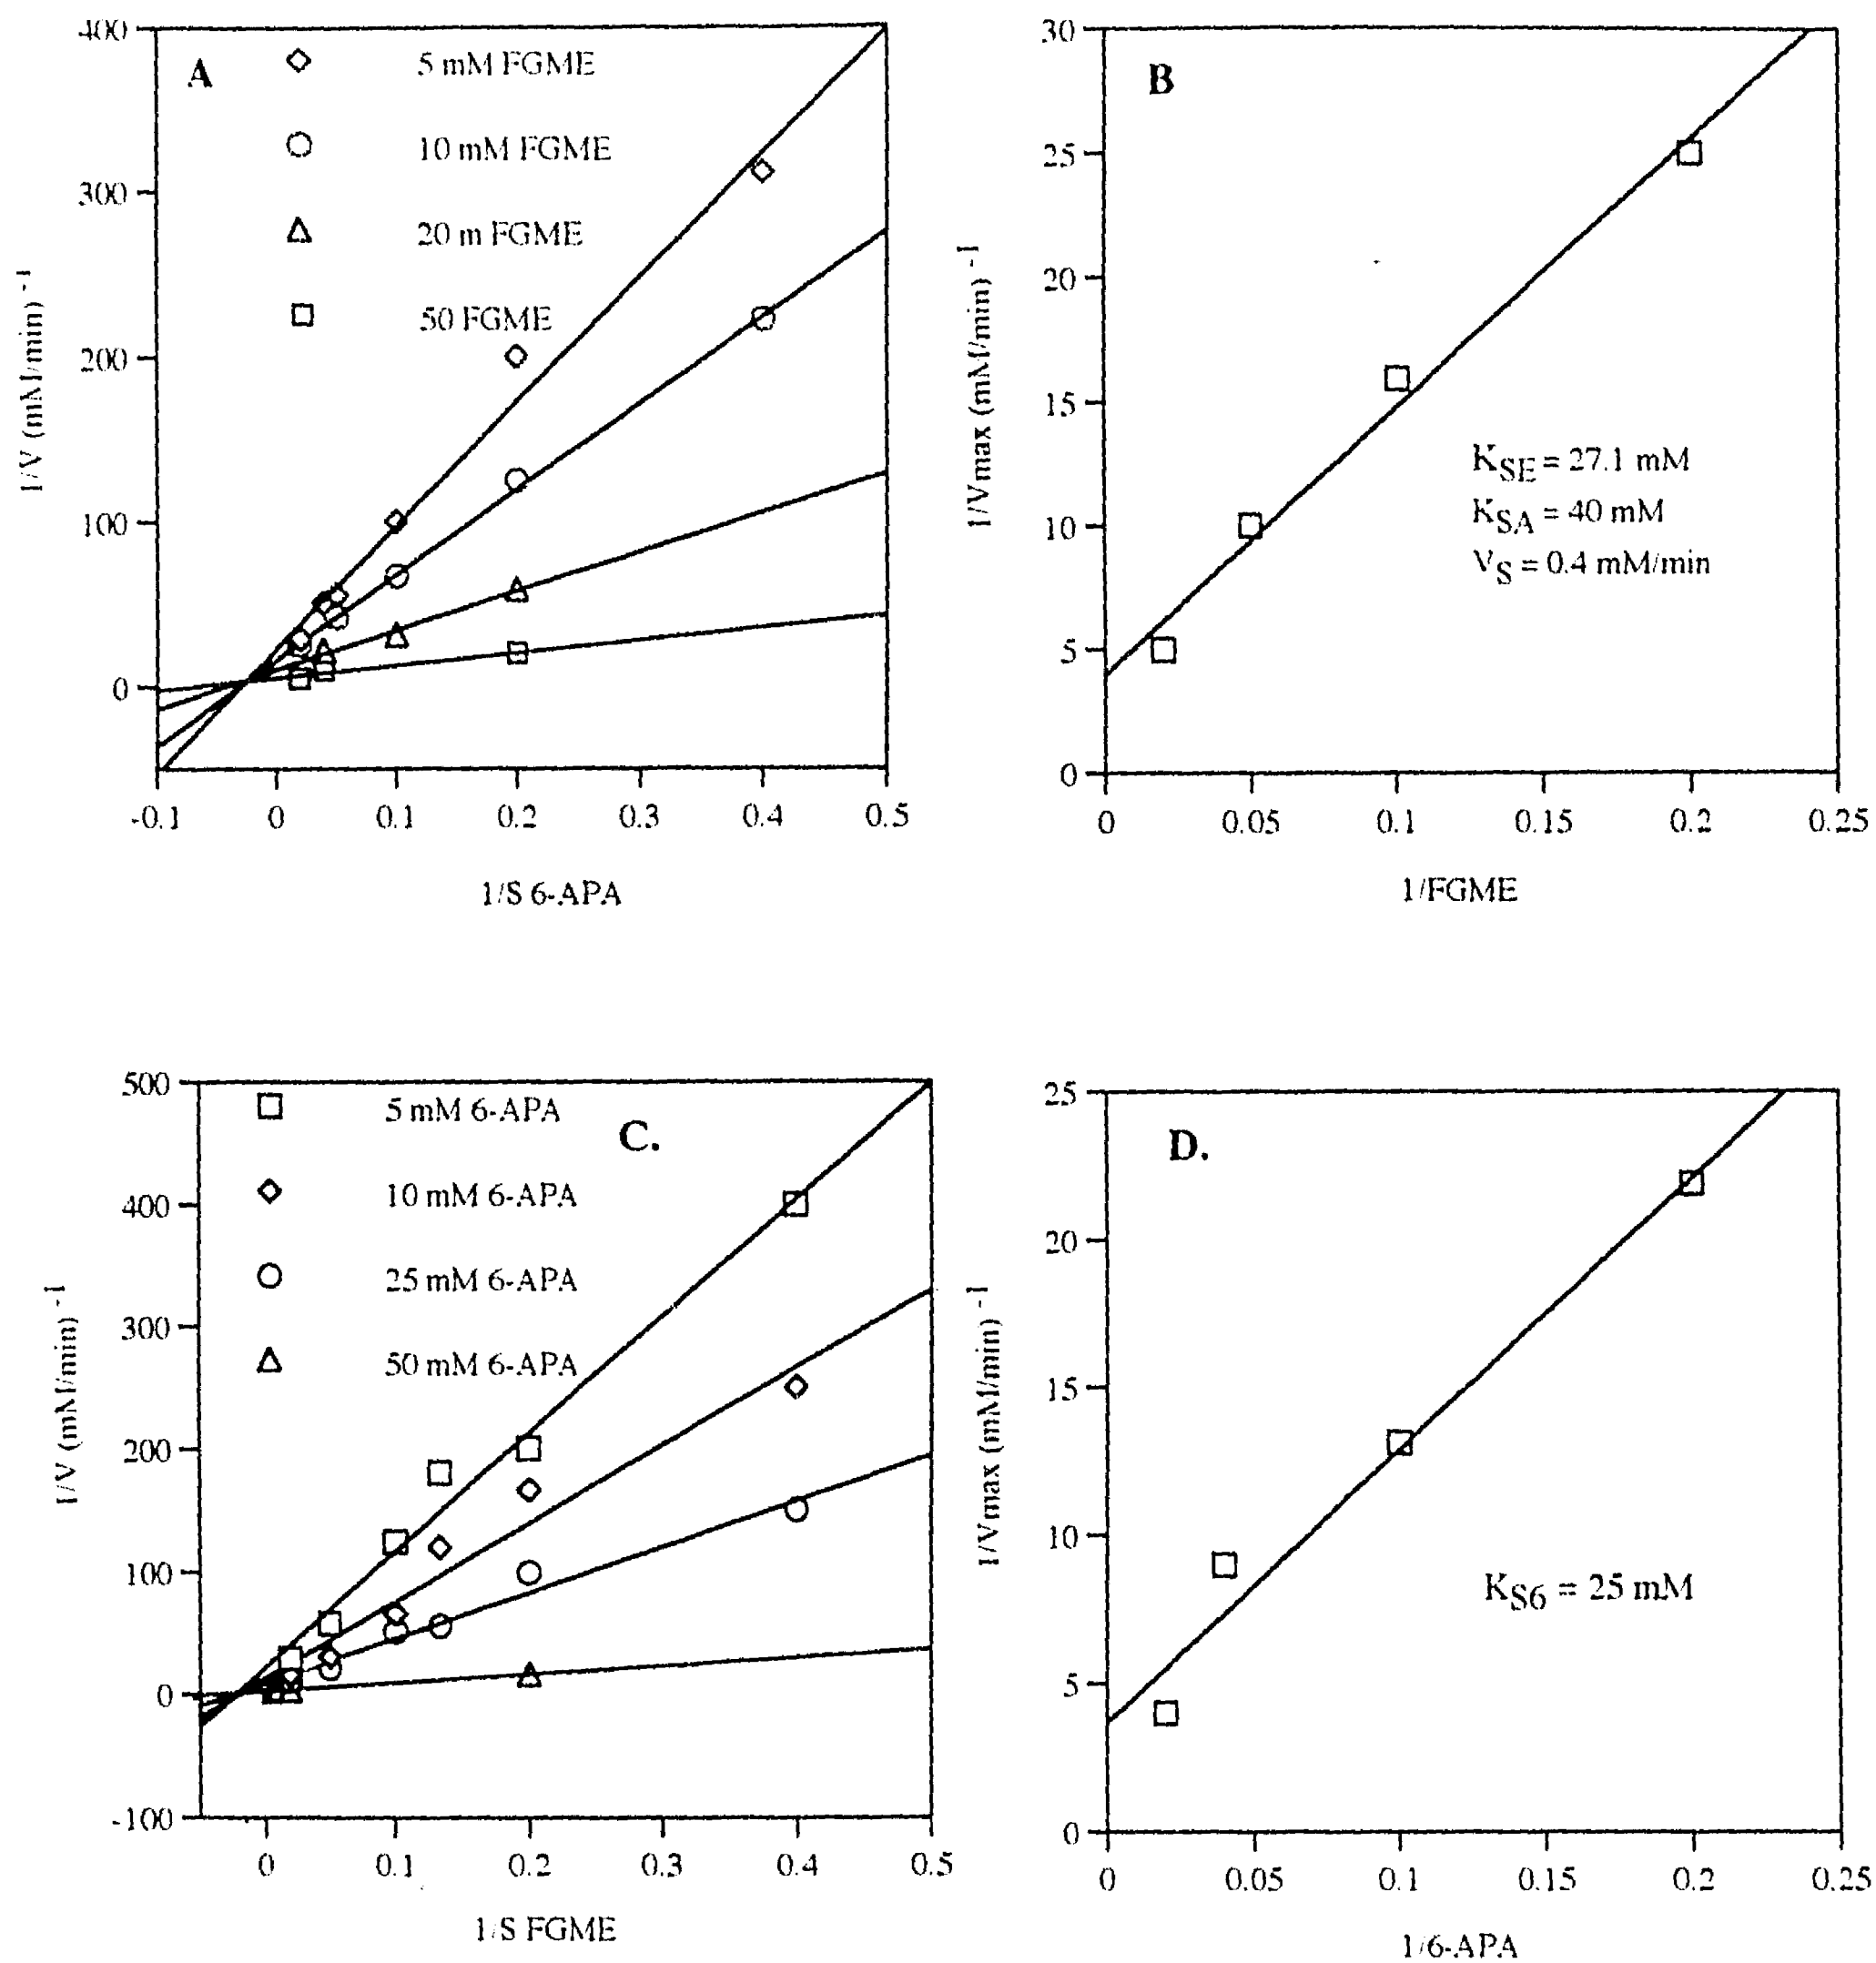 A
5 mM FGME
10 mM FGME
20 m FGME
50 FGME
400
300
200
100
0
-0.1
0
0.1
0.2
0.3
0.4
0.5
1/V (mM/min) -1
1/S 6-APA
B
30
25
20
15
10
5
0
0
0.05
0.1
0.15
0.2
0.25
1/Vmax (mM/min) -1
KSE = 27.1 mM
KSA = 40 mM
VS = 0.4 mM/min
1/FGME
C.
5 mM 6-APA
10 mM 6-APA
25 mM 6-APA
50 mM 6-APA
500
400
300
200
100
0
-100
0
0.1
0.2
0.3
0.4
0.5
1/V (mM/min) -1
1/S FGME
D.
25
20
15
10
5
0
0
0.05
0.1
0.15
0.2
0.25
1/Vmax (mM/min) -1
KS6 = 25 mM
1/6-APA